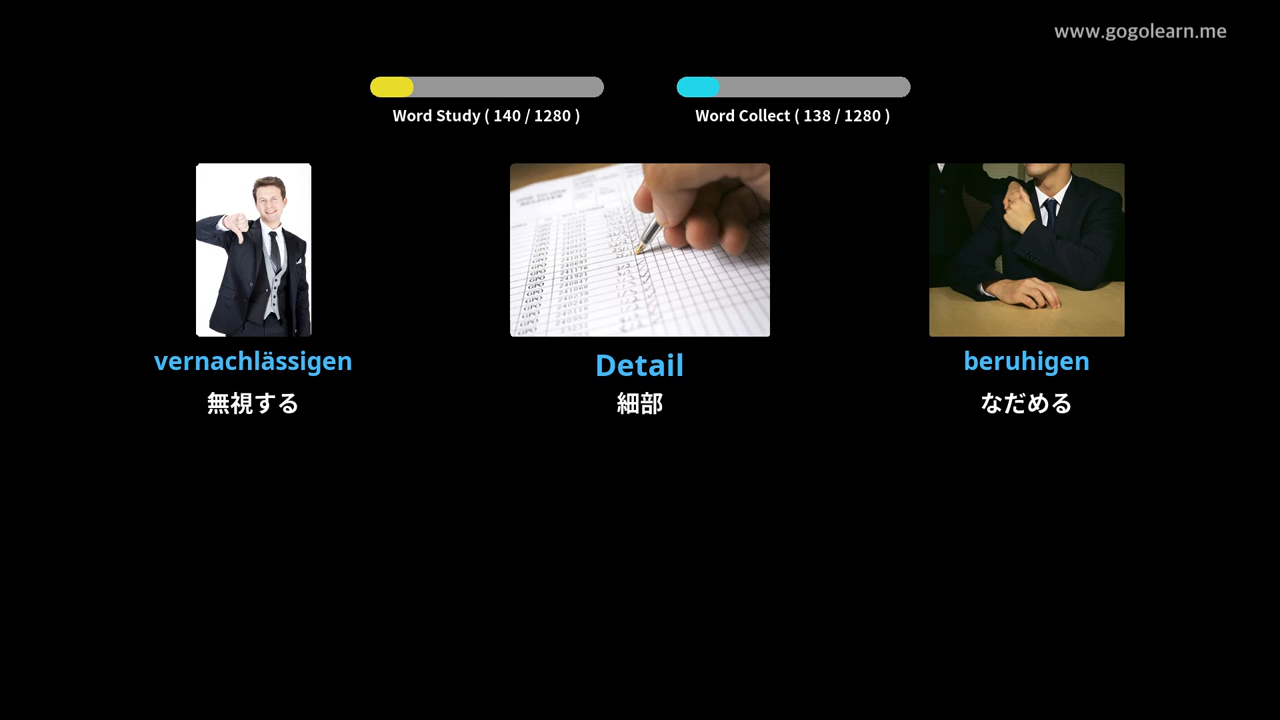 www.gogolearn.me
Word Study ( 140 / 1280 )
Word Collect ( 138 / 1280 )
vernachlässigen
Detail
beruhigen
無視する
細部
なだめる